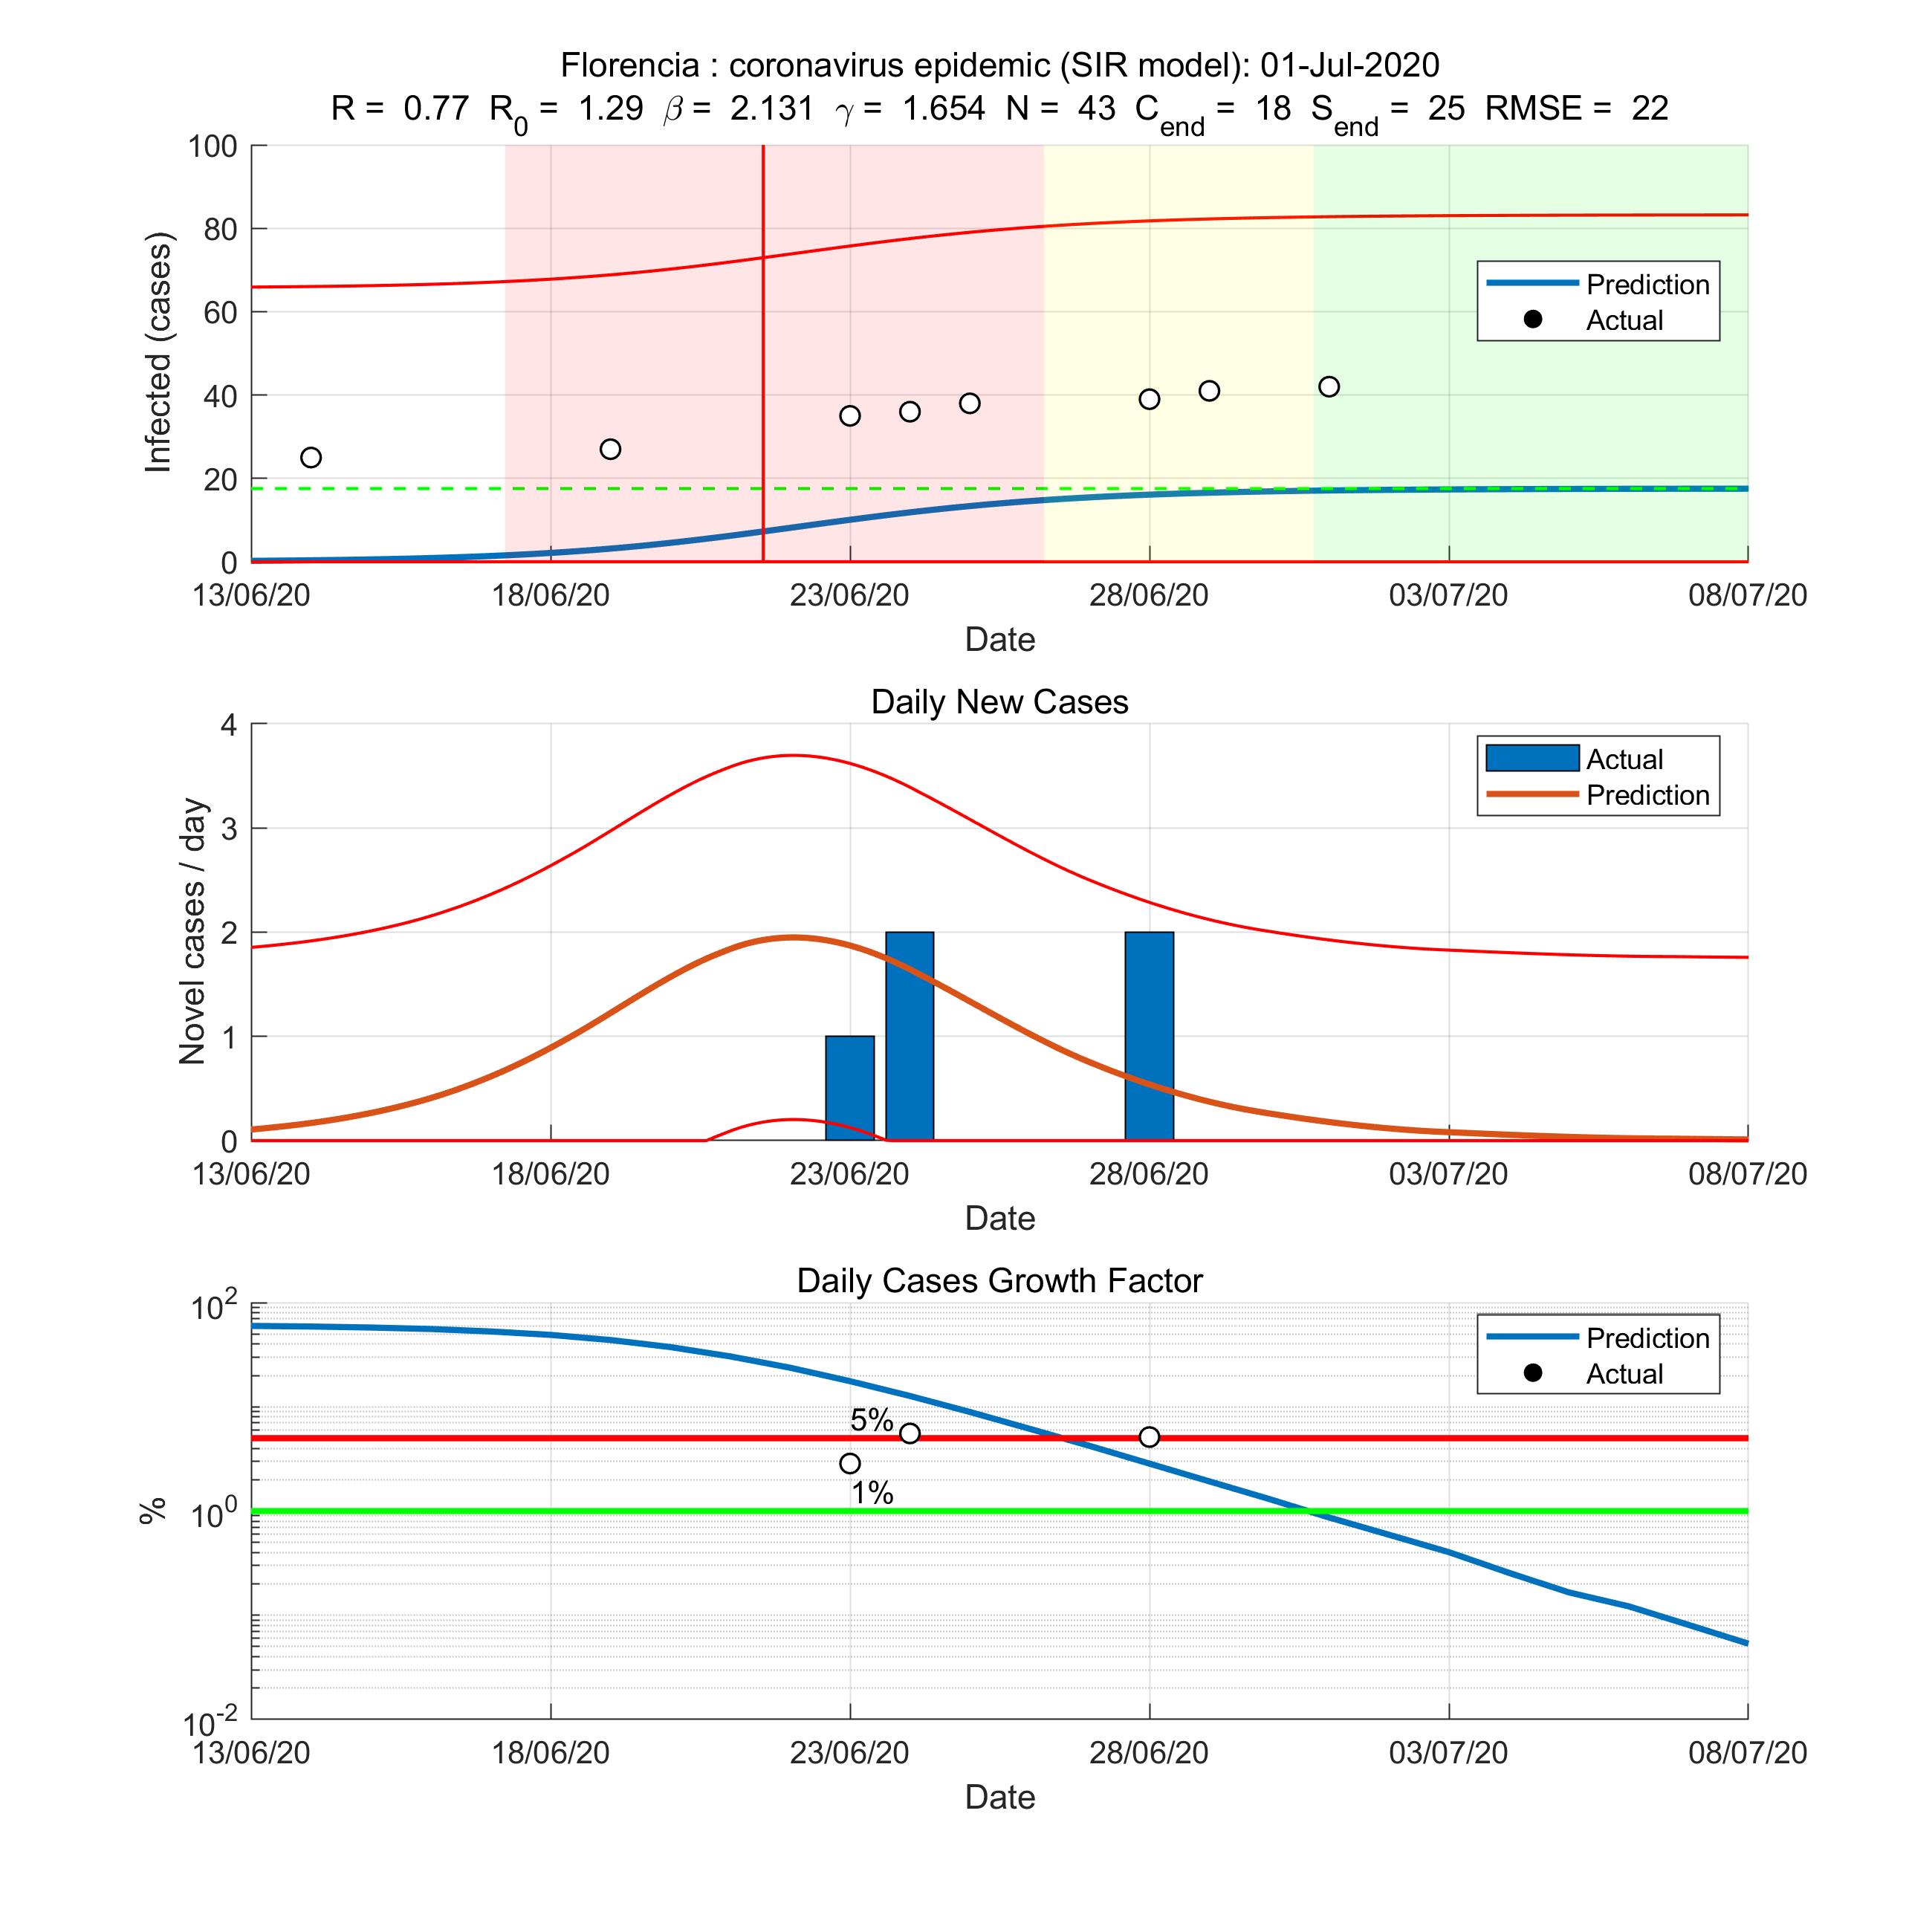 Florencia : coronavirus epidemic (SIR model): 01-Jul-2020
R = 0.77 R0 = 1.29 β = 2.131 γ = 1.654 N = 43 Cend = 18 Send = 25 RMSE = 22
100
80
60
40
20
0
Infected (cases)
Prediction
Actual
13/06/20 18/06/20 23/06/20 28/06/20 03/07/20 08/07/20
Date
Daily New Cases
4
3
2
1
0
Novel cases / day
Actual
Prediction
13/06/20 18/06/20 23/06/20 28/06/20 03/07/20 08/07/20
Date
Daily Cases Growth Factor
10^2
10^0
10^-2
%
Prediction
Actual
5%
1%
13/06/20 18/06/20 23/06/20 28/06/20 03/07/20 08/07/20
Date